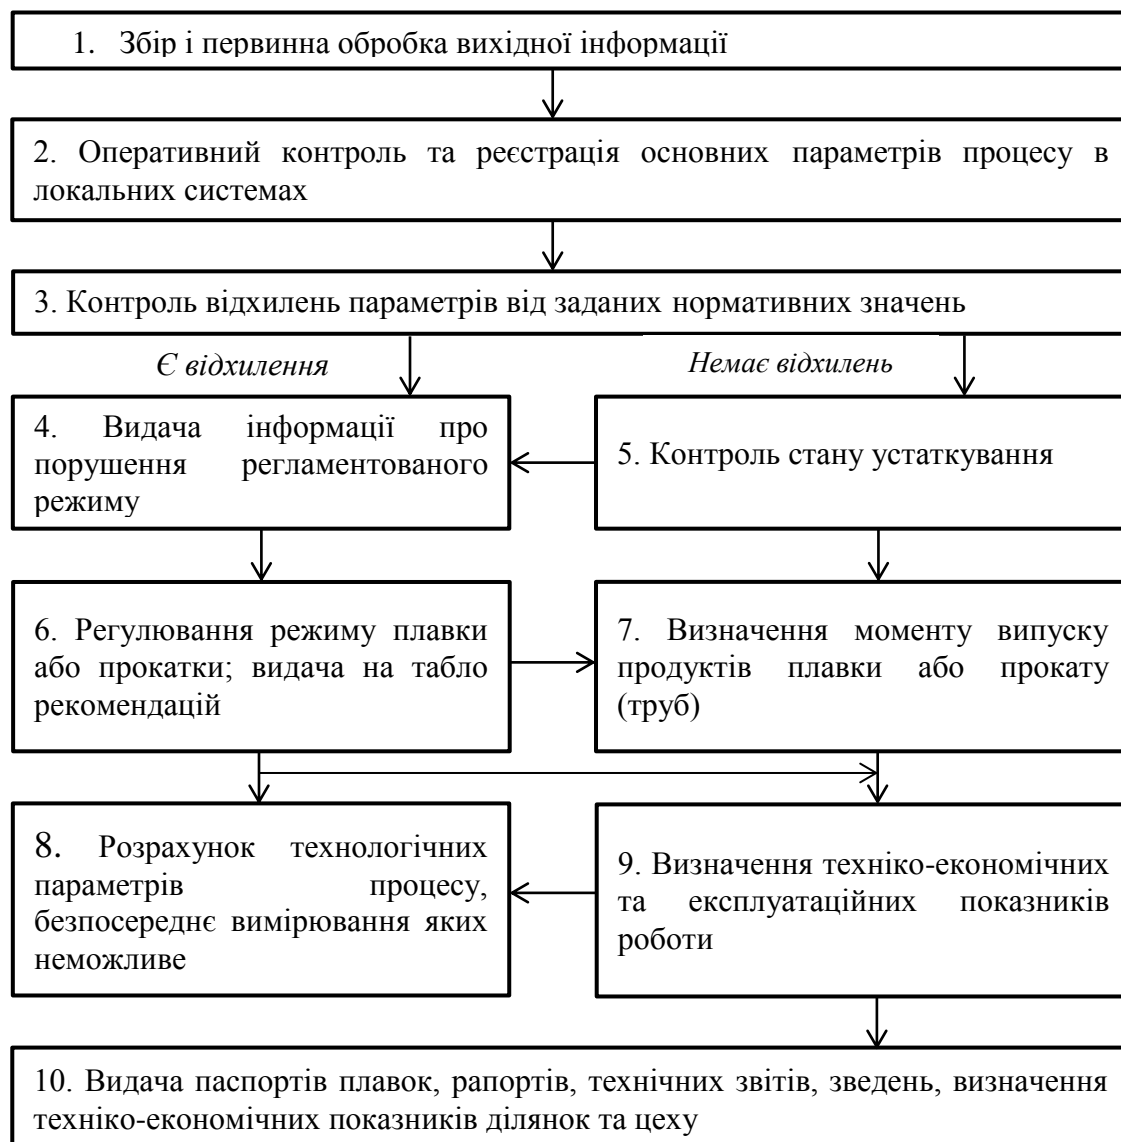 1. Збір і первинна обробка вихідної інформації
2. Оперативний контроль та реєстрація основних параметрів процесу в
локальних системах
3. Контроль відхилень параметрів від заданих нормативних значень
Є відхилення
Немає відхилень
4. Видача інформації про
порушення регламентованого
режиму
5. Контроль стану устаткування
6. Регулювання режиму плавки
або прокатки; видача на табло
рекомендацій
7. Визначення моменту випуску
продуктів плавки або прокату
(труб)
8. Розрахунок технологічних
параметрів процесу,
безпосереднє вимірювання яких
неможливе
9. Визначення техніко-економічних
та експлуатаційних показників
роботи
10. Видача паспортів плавок, рапортів, технічних звітів, зведень, визначення
техніко-економічних показників ділянок та цеху